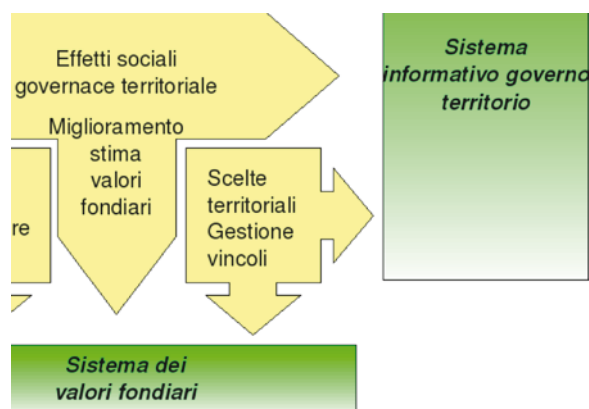 Effetti sociali
governace territoriale
Miglioramento
stima
valori
fondiari
re
Scelte
territoriali
Gestione
vincoli
Sistema
informativo governo
territorio
Sistema dei
valori fondiari